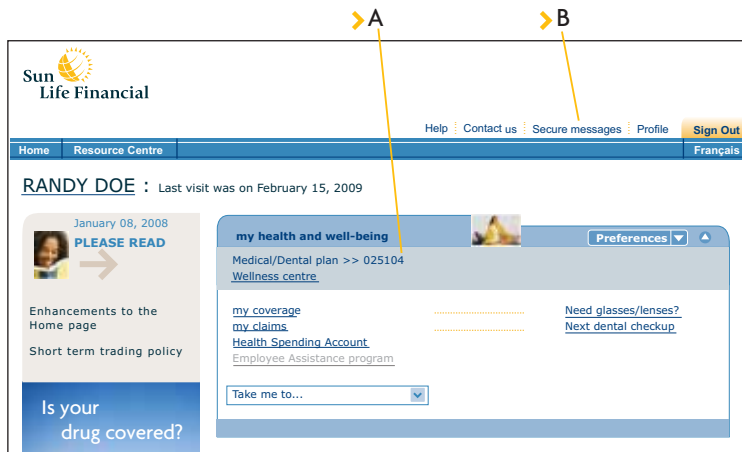 A
B
Sun
Life Financial
Help Contact us Secure messages Profile Sign Out
Home Resource Centre Français
RANDY DOE : Last visit was on February 15, 2009
January 08, 2008
PLEASE READ
Enhancements to the
Home page
Short term trading policy
Is your
drug covered?
my health and well-being
Preferences
Medical/Dental plan >> 025104
Wellness centre
my coverage
Need glasses/lenses?
my claims
Next dental checkup
Health Spending Account
Employee Assistance program
Take me to...